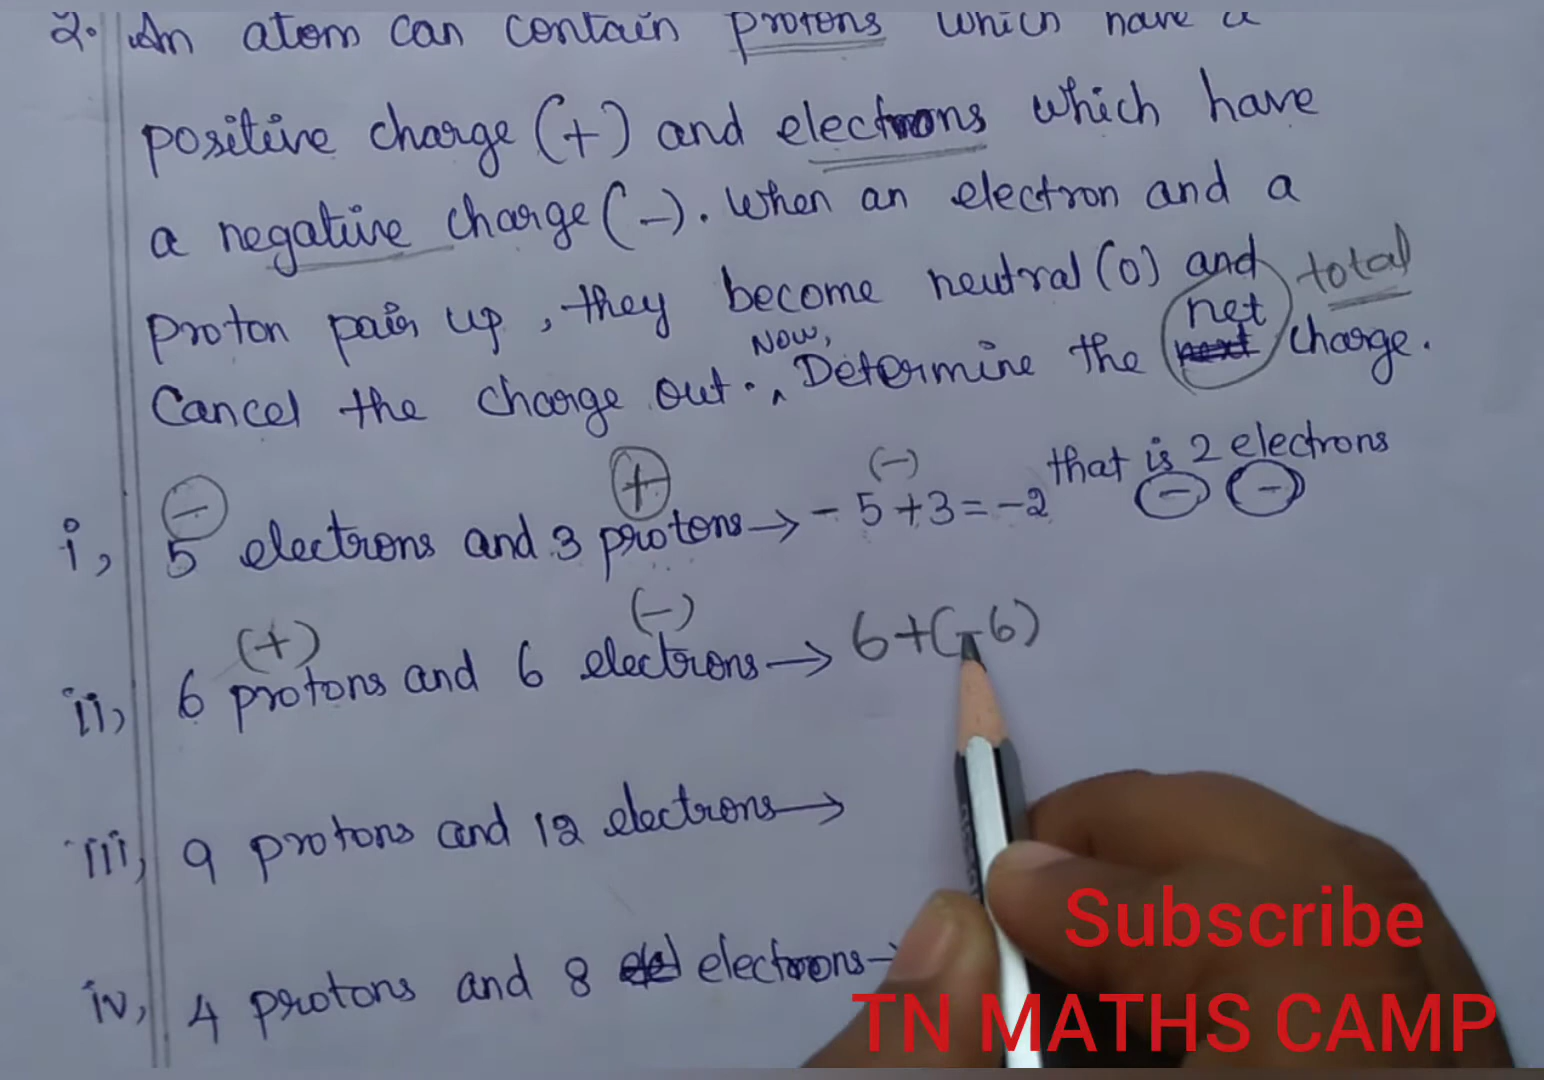 2. An atom can contain protons which have a
positive charge (+) and electrons which have
a negative charge (-). When an electron and a
proton pair up, they become neutral (0) and
total
net
Now,
Cancel the charge out. ‸ Determine the next charge.
(-) that is 2 electrons
- +
i, 5 electrons and 3 protons → - 5 + 3 = -2 - -
(+) (-)
ii, 6 protons and 6 electrons → 6+(-6)
iii, 9 protons and 12 electrons →
Subscribe
iv, 4 protons and 8 electrons →
TN MATHS CAMP